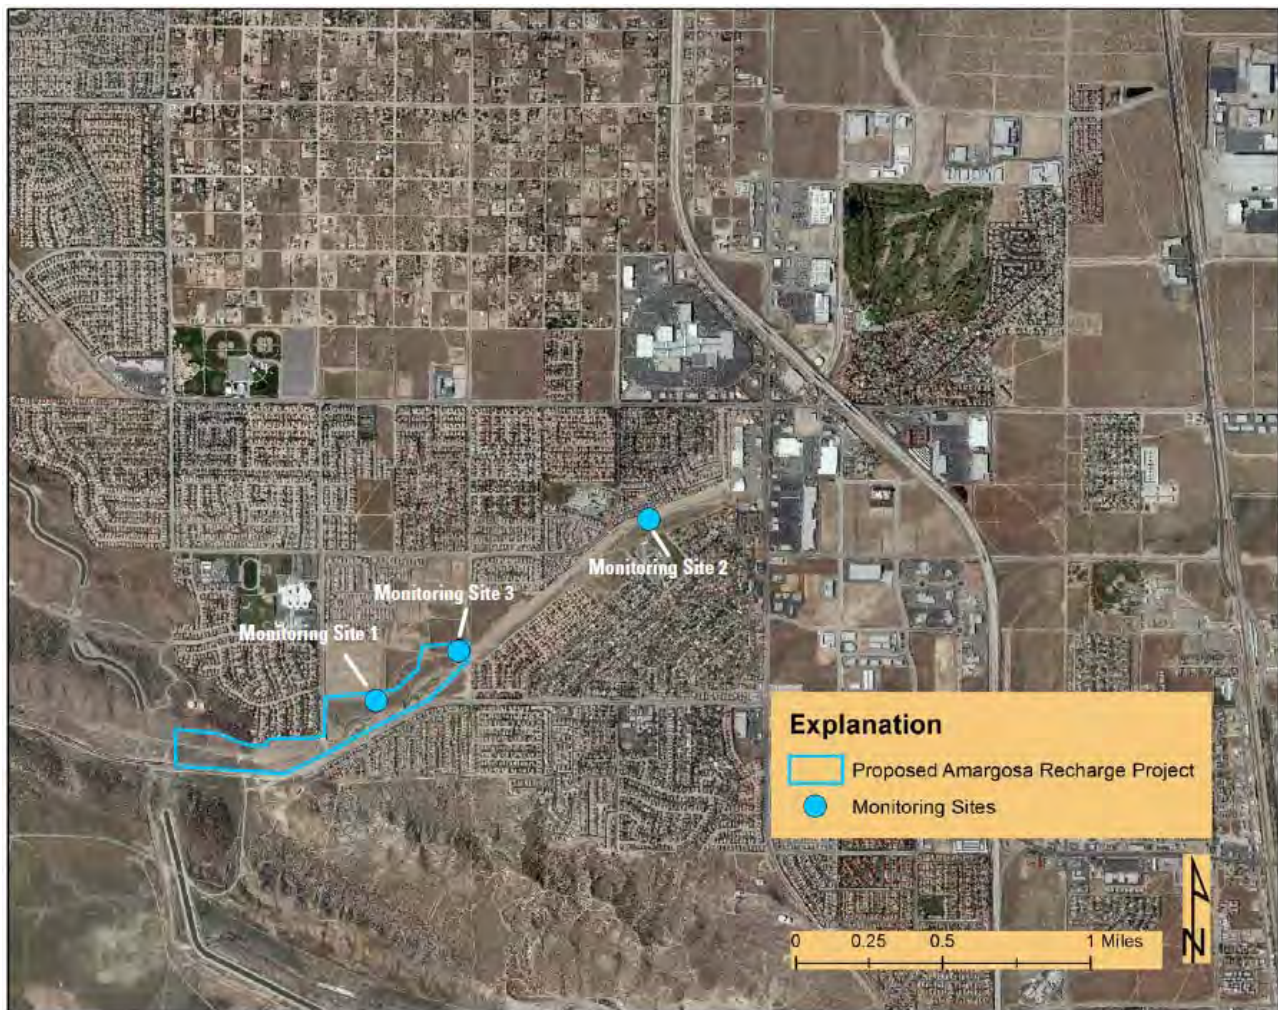 Monitoring Site 2
Monitoring Site 3
Monitoring Site 1
Explanation
Proposed Amargosa Recharge Project
Monitoring Sites
0 0.25 0.5 1 Miles
N